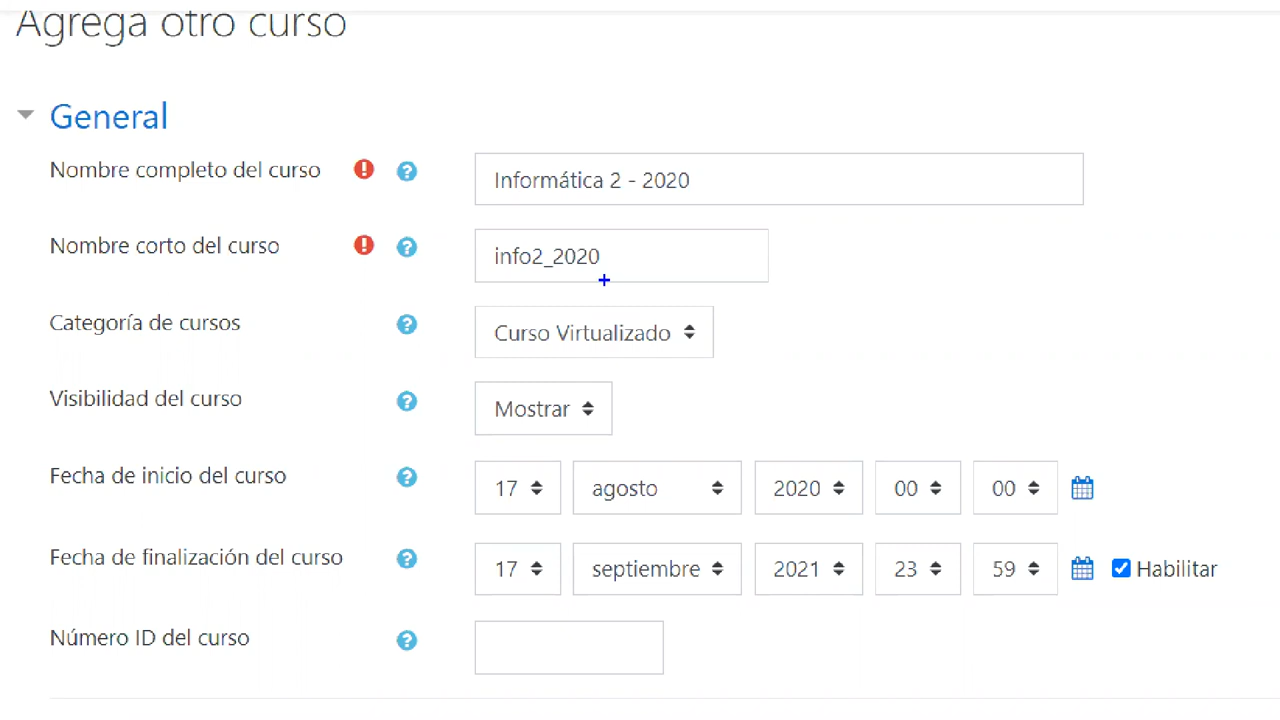 Agrega otro curso
General
Nombre completo del curso Informática 2 - 2020
Nombre corto del curso info2_2020
Categoría de cursos Curso Virtualizado
Visibilidad del curso Mostrar
Fecha de inicio del curso 17 agosto 2020 00 00
Fecha de finalización del curso 17 septiembre 2021 23 59 Habilitar
Número ID del curso